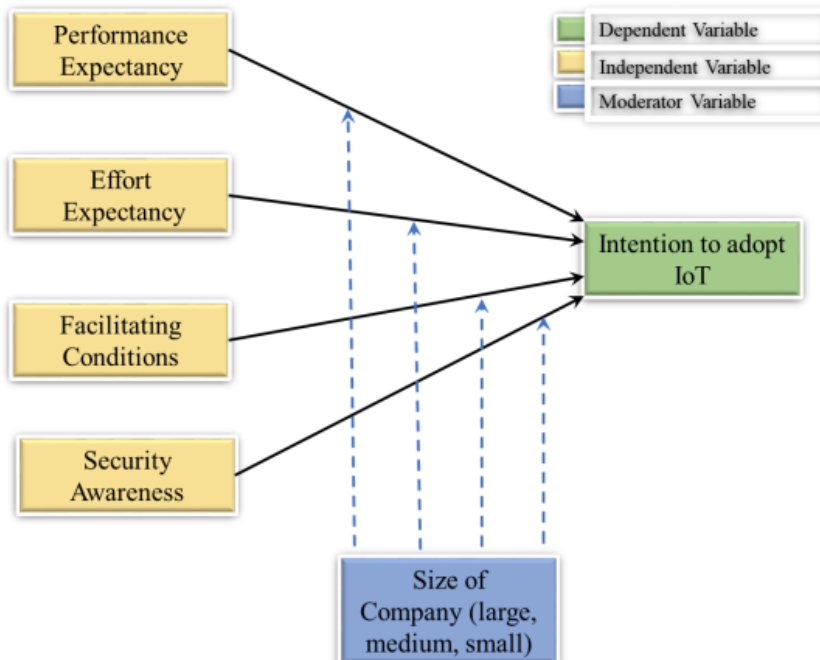 Performance
Expectancy
Dependent Variable
Independent Variable
Moderator Variable
Effort
Expectancy
Intention to adopt
IoT
Facilitating
Conditions
Security
Awareness
Size of
Company (large,
medium, small)